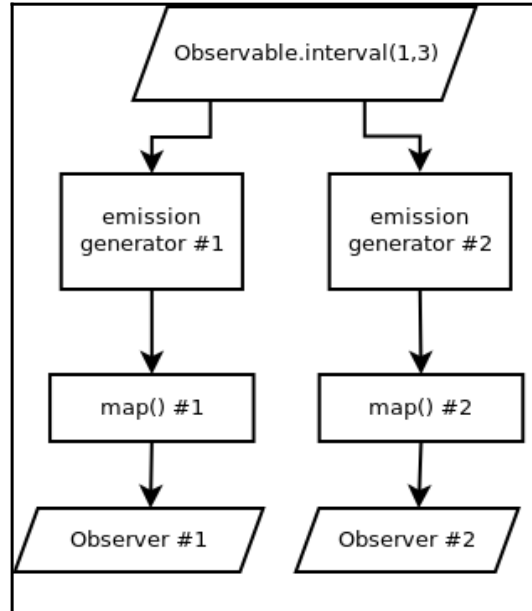 Observable.interval(1,3)
emission
generator #1
emission
generator #2
map() #1
map() #2
Observer #1
Observer #2